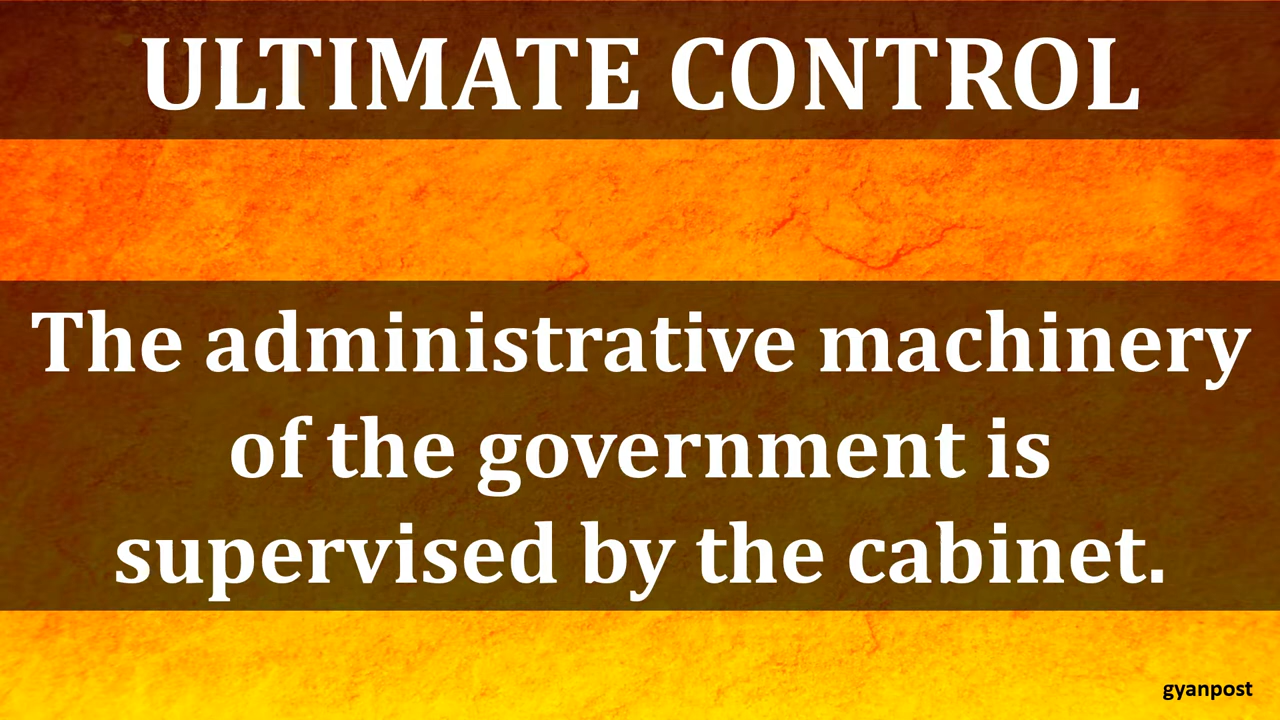 ULTIMATE CONTROL
The administrative machinery
of the government is
supervised by the cabinet.
gyanpost